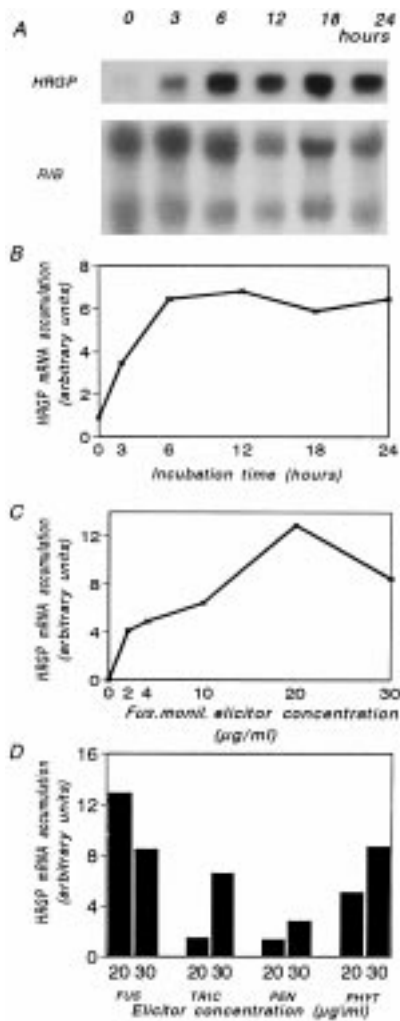 A
0 3 6 12 18 24
hours
HRGP
RIB
B
8
6
4
2
0
HRGP mRNA accumulation
(arbitrary units)
0 3 6 12 18 24
Incubation time (hours)
C
12
8
4
0
HRGP mRNA accumulation
(arbitrary units)
0 2 4 10 20 30
Fus.monil. elicitor concentration
(µg/ml)
D
16
12
8
4
0
HRGP mRNA accumulation
(arbitrary units)
20 30 20 30 20 30 20 30
FUS TRIC PEN PHYT
Elicitor concentration (µg/ml)